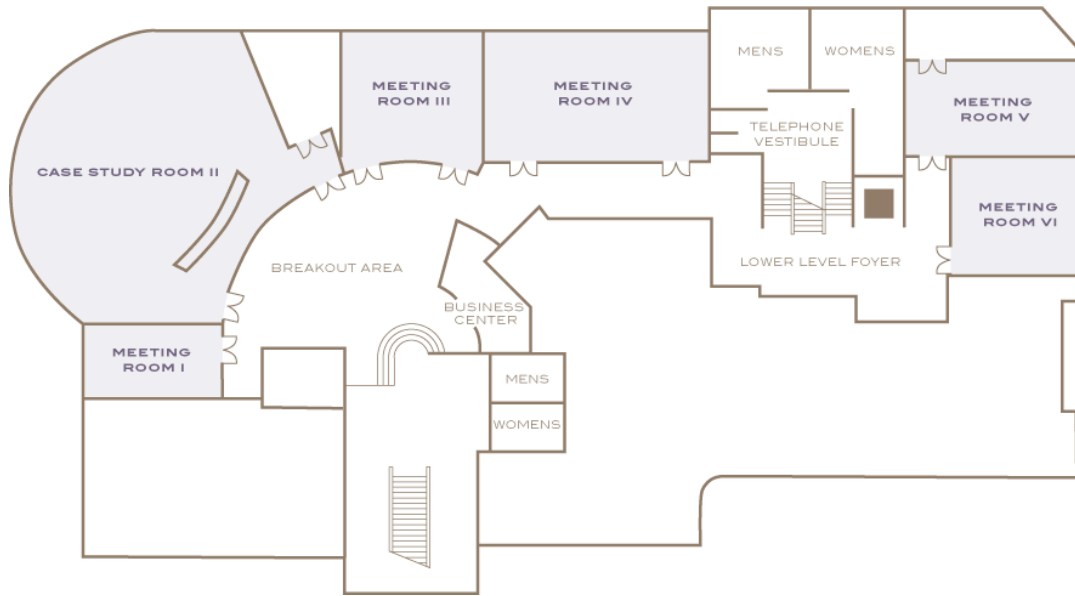 MENS
WOMENS
MEETING
ROOM III
MEETING
ROOM IV
MEETING
ROOM V
TELEPHONE
VESTIBULE
CASE STUDY ROOM II
MEETING
ROOM VI
BREAKOUT AREA
LOWER LEVEL FOYER
BUSINESS
CENTER
MEETING
ROOM I
MENS
WOMENS